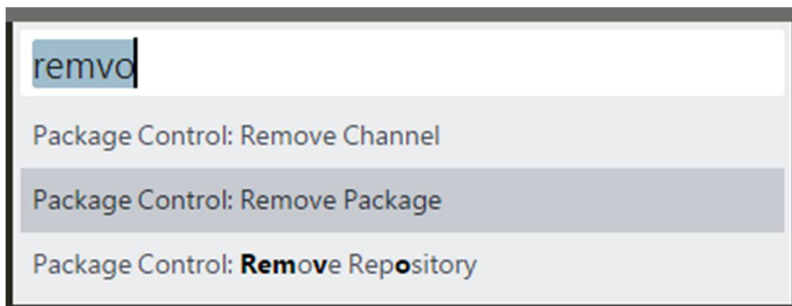 remvo
Package Control: Remove Channel
Package Control: Remove Package
Package Control: Remove Repository